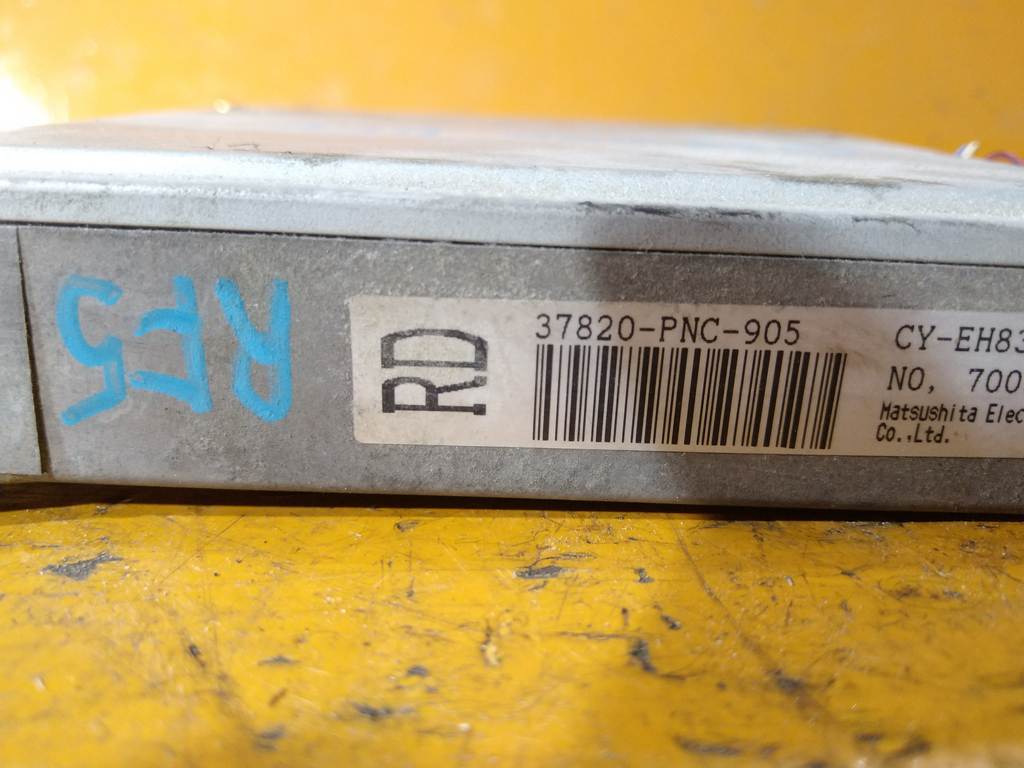 RF5
RD
37820-PNC-905
CY-EH83
NO, 700
Matsushita Elec
Co.,Ltd.